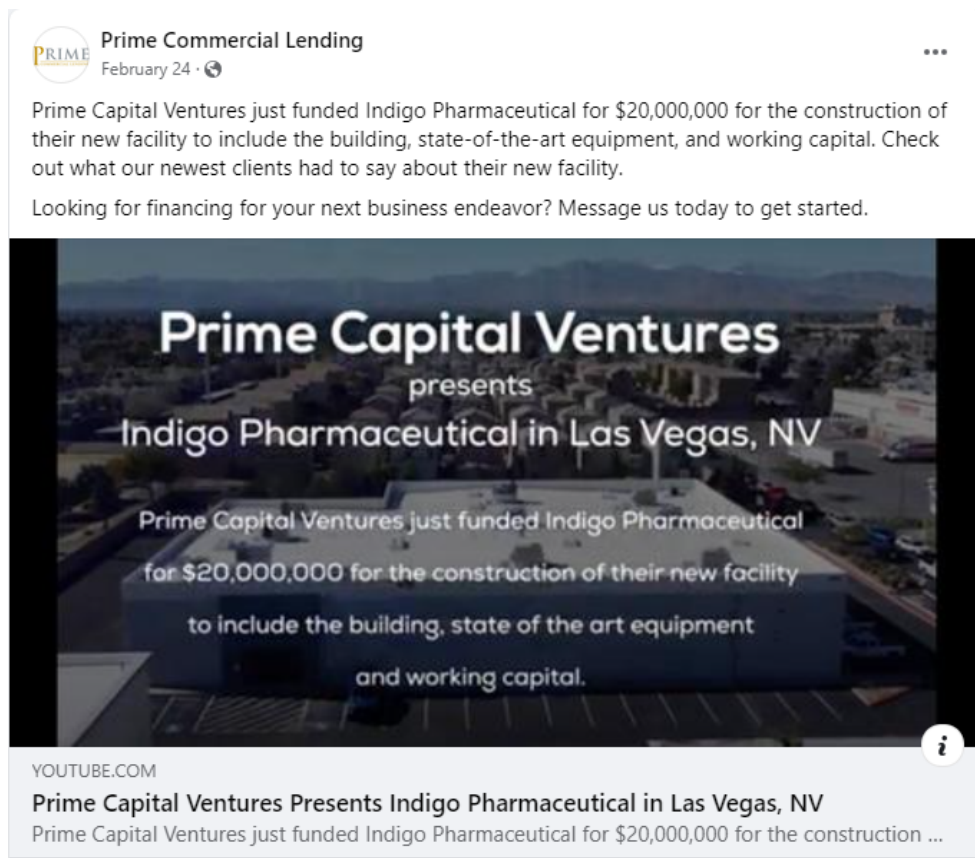 PRIME
Prime Commercial Lending
February 24 ·
Prime Capital Ventures just funded Indigo Pharmaceutical for $20,000,000 for the construction of
their new facility to include the building, state-of-the-art equipment, and working capital. Check
out what our newest clients had to say about their new facility.
Looking for financing for your next business endeavor? Message us today to get started.
Prime Capital Ventures
presents
Indigo Pharmaceutical in Las Vegas, NV
Prime Capital Ventures just funded Indigo Pharmaceutical
for $20,000,000 for the construction of their new facility
to include the building, state of the art equipment
and working capital.
i
YOUTUBE.COM
Prime Capital Ventures Presents Indigo Pharmaceutical in Las Vegas, NV
Prime Capital Ventures just funded Indigo Pharmaceutical for $20,000,000 for the construction ...